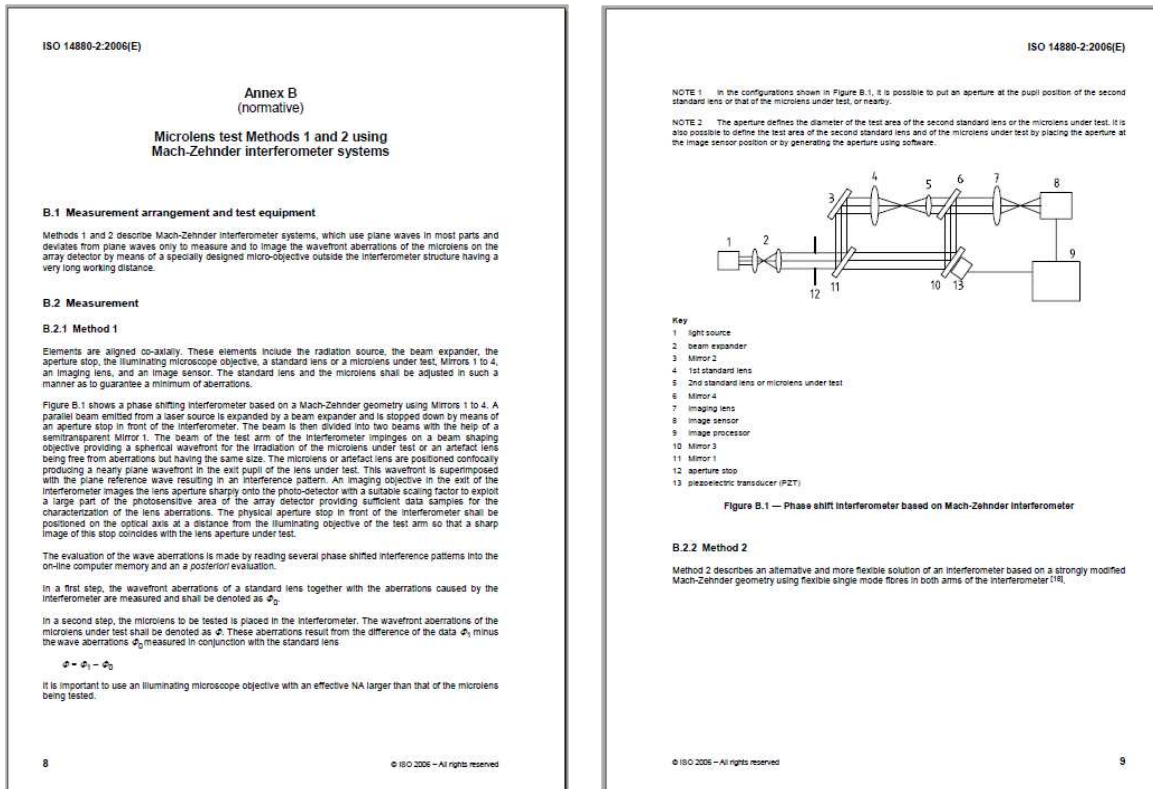 ISO 14880-2:2006(E)
Annex B
(normative)
Microlens test Methods 1 and 2 using
Mach-Zehnder interferometer systems
B.1 Measurement arrangement and test equipment
Methods 1 and 2 describe Mach-Zehnder interferometer systems, which use plane waves in most parts and
deviates from plane waves only to measure and to image the wavefront aberrations of the microlens on the
array detector by means of a specially designed micro-objective outside the interferometer structure having a
very long working distance.
B.2 Measurement
B.2.1 Method 1
Elements are aligned co-axially. These elements include the radiation source, the beam expander, the
aperture stop, the illuminating microscope objective, a standard lens or a microlens under test, Mirrors 1 to 4,
an imaging lens, and an image sensor. The standard lens and the microlens shall be adjusted in such a
manner as to guarantee a minimum of aberrations.
Figure B.1 shows a phase shifting interferometer based on a Mach-Zehnder geometry using Mirrors 1 to 4. A
parallel beam emitted from a laser source is expanded by a beam expander and is stopped down by means of
an aperture stop in front of the interferometer. The beam is then divided into two beams with the help of a
semitransparent Mirror 1. The beam of the test arm of the interferometer impinges on a beam shaping
objective providing a spherical wavefront for the irradiation of the microlens under test or an artefact lens
being free from aberrations but having the same size. The microlens or artefact lens are positioned confocally
producing a nearly plane wavefront in the exit pupil of the lens under test. This wavefront is superimposed
with the plane reference wave resulting in an interference pattern. An imaging objective in the exit of the
interferometer images the lens aperture sharply onto the photo-detector with a suitable scaling factor to exploit
a large part of the photosensitive area of the array detector providing sufficient data samples for the
characterization of the lens aberrations. The physical aperture stop in front of the interferometer shall be
positioned on the optical axis at a distance from the illuminating objective of the test arm so that a sharp
image of this stop coincides with the lens aperture under test.
The evaluation of the wave aberrations is made by reading several phase shifted interference patterns into the
on-line computer memory and an a posteriori evaluation.
In a first step, the wavefront aberrations of a standard lens together with the aberrations caused by the
interferometer are measured and shall be denoted as Φ0.
In a second step, the microlens to be tested is placed in the interferometer. The wavefront aberrations of the
microlens under test shall be denoted as Φ. These aberrations result from the difference of the data Φ1 minus
the wave aberrations Φ0 measured in conjunction with the standard lens
Φ = Φ1 − Φ0
It is important to use an illuminating microscope objective with an effective NA larger than that of the microlens
being tested.
8
© ISO 2006 – All rights reserved
ISO 14880-2:2006(E)
NOTE 1 In the configurations shown in Figure B.1, it is possible to put an aperture at the pupil position of the second
standard lens or that of the microlens under test, or nearby.
NOTE 2 The aperture defines the diameter of the test area of the second standard lens or the microlens under test. It is
also possible to define the test area of the second standard lens and of the microlens under test by placing the aperture at
the image sensor position or by generating the aperture using software.
4 5 6 7 8
3
1 2
9
12 11 10 13
Key
1 light source
2 beam expander
3 Mirror 2
4 1st standard lens
5 2nd standard lens or microlens under test
6 Mirror 4
7 imaging lens
8 image sensor
9 image processor
10 Mirror 3
11 Mirror 1
12 aperture stop
13 piezoelectric transducer (PZT)
Figure B.1 — Phase shift interferometer based on Mach-Zehnder interferometer
B.2.2 Method 2
Method 2 describes an alternative and more flexible solution of an interferometer based on a strongly modified
Mach-Zehnder geometry using flexible single mode fibres in both arms of the interferometer [16].
© ISO 2006 – All rights reserved
9